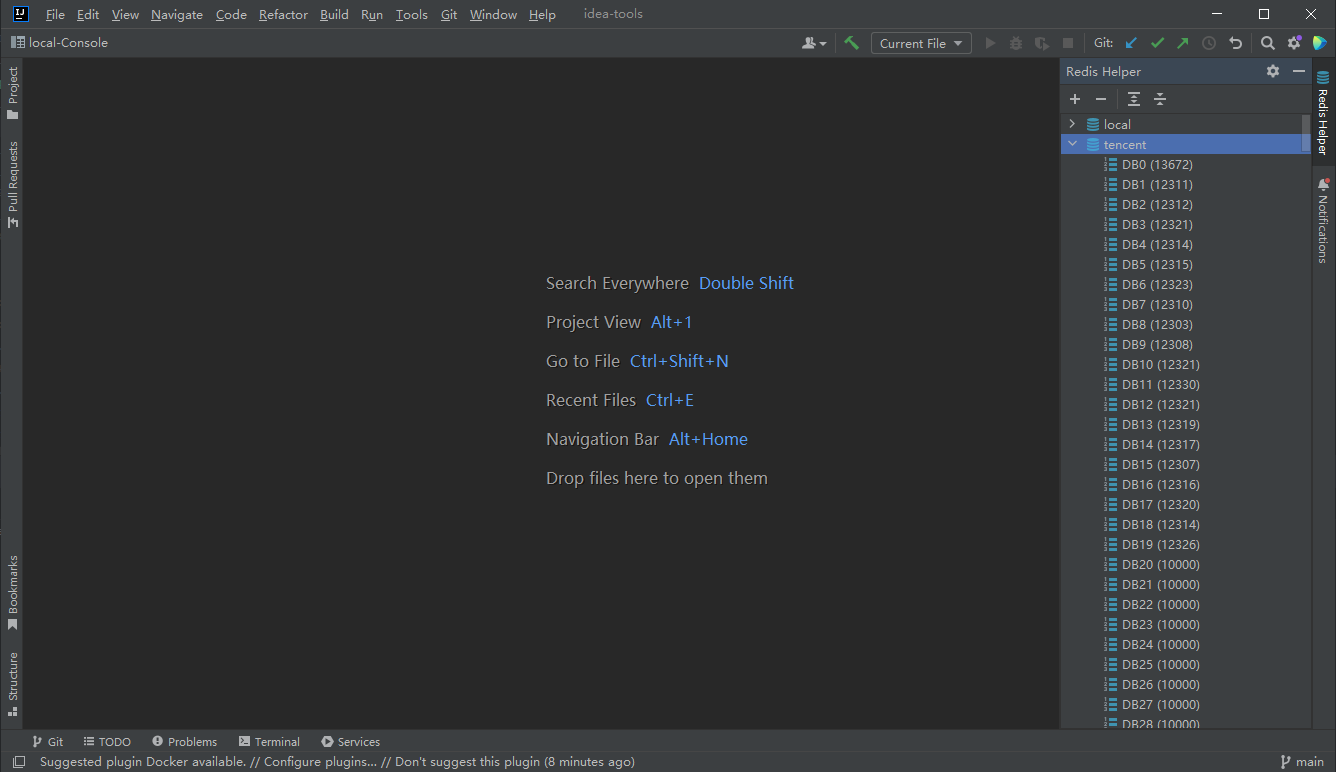 IJ File Edit View Navigate Code Refactor Build Run Tools Git Window Help idea-tools
local-Console Current File Git:
Project
Pull Requests
Bookmarks
Structure
Search Everywhere Double Shift
Project View Alt+1
Go to File Ctrl+Shift+N
Recent Files Ctrl+E
Navigation Bar Alt+Home
Drop files here to open them
Redis Helper
local
tencent
DB0 (13672)
DB1 (12311)
DB2 (12312)
DB3 (12321)
DB4 (12314)
DB5 (12315)
DB6 (12323)
DB7 (12310)
DB8 (12303)
DB9 (12308)
DB10 (12321)
DB11 (12330)
DB12 (12321)
DB13 (12319)
DB14 (12317)
DB15 (12307)
DB16 (12316)
DB17 (12320)
DB18 (12314)
DB19 (12326)
DB20 (10000)
DB21 (10000)
DB22 (10000)
DB23 (10000)
DB24 (10000)
DB25 (10000)
DB26 (10000)
DB27 (10000)
DB28 (10000)
Redis Helper
Notifications
Git TODO Problems Terminal Services
Suggested plugin Docker available. // Configure plugins... // Don't suggest this plugin (8 minutes ago) main